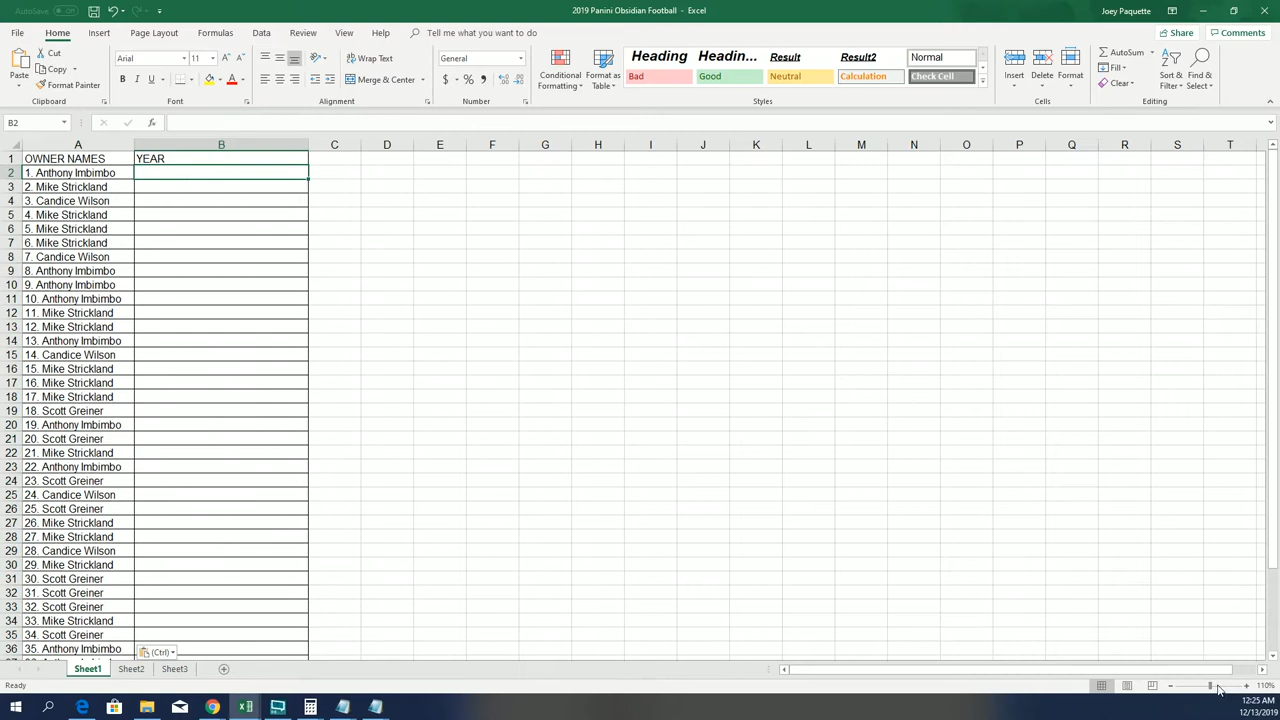 AutoSave Off
2019 Panini Obsidian Football - Excel
Joey Paquette
File Home Insert Page Layout Formulas Data Review View Help Tell me what you want to do
Share Comments
Paste
Cut
Copy
Format Painter
Clipboard
Arial 11
B I U
Font
Wrap Text
Merge & Center
Alignment
General
$ % ,
Number
Conditional Formatting
Format as Table
Heading Headin... Result Result2 Normal
Bad Good Neutral Calculation Check Cell
Styles
Insert Delete Format
Cells
AutoSum
Fill
Clear
Sort & Filter
Find & Select
Editing
B2
fx
A B C D E F G H I J K L M N O P Q R S T
1 OWNER NAMES YEAR
2 1. Anthony Imbimbo
3 2. Mike Strickland
4 3. Candice Wilson
5 4. Mike Strickland
6 5. Mike Strickland
7 6. Mike Strickland
8 7. Candice Wilson
9 8. Anthony Imbimbo
10 9. Anthony Imbimbo
11 10. Anthony Imbimbo
12 11. Mike Strickland
13 12. Mike Strickland
14 13. Anthony Imbimbo
15 14. Candice Wilson
16 15. Mike Strickland
17 16. Mike Strickland
18 17. Mike Strickland
19 18. Scott Greiner
20 19. Anthony Imbimbo
21 20. Scott Greiner
22 21. Mike Strickland
23 22. Anthony Imbimbo
24 23. Scott Greiner
25 24. Candice Wilson
26 25. Scott Greiner
27 26. Mike Strickland
28 27. Mike Strickland
29 28. Candice Wilson
30 29. Mike Strickland
31 30. Scott Greiner
32 31. Scott Greiner
33 32. Scott Greiner
34 33. Mike Strickland
35 34. Scott Greiner
36 35. Anthony Imbimbo
(Ctrl)
Sheet1 Sheet2 Sheet3
Ready
110%
12:25 AM
12/13/2019